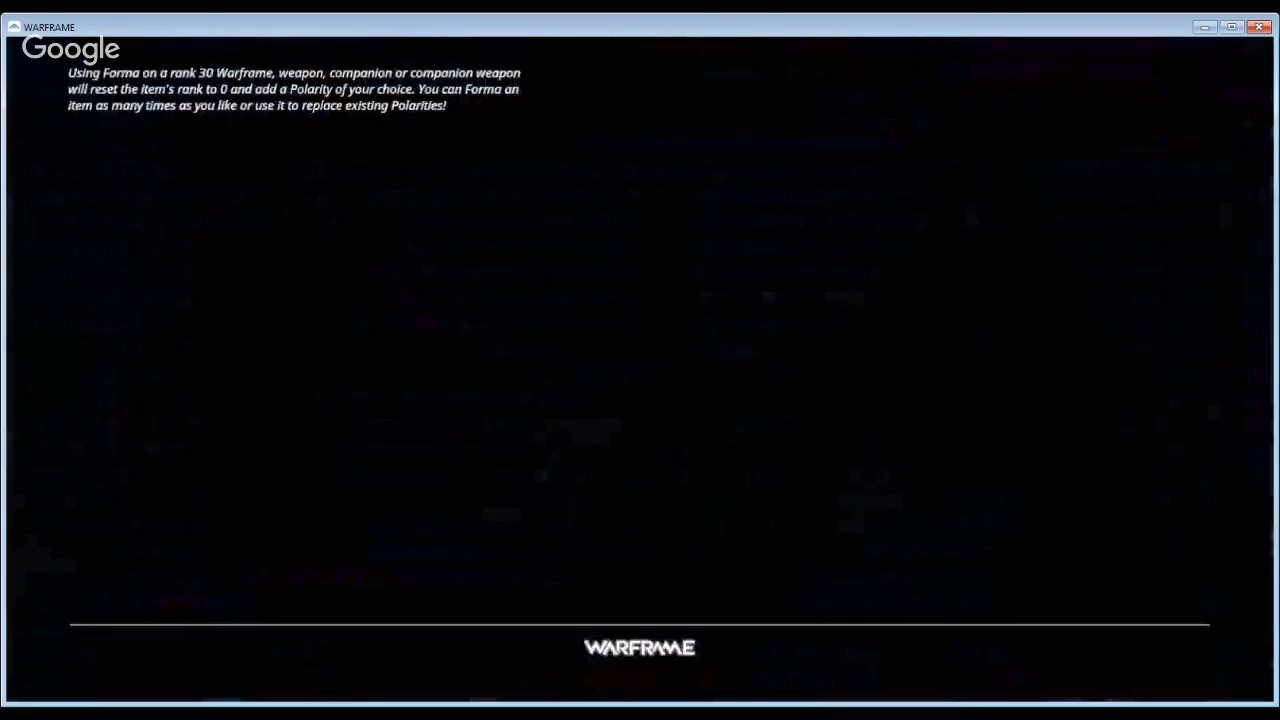 WARFRAME
Google
Using Forma on a rank 30 Warframe, weapon, companion or companion weapon
will reset the item's rank to 0 and add a Polarity of your choice. You can Forma an
item as many times as you like or use it to replace existing Polarities!
WARFRAME